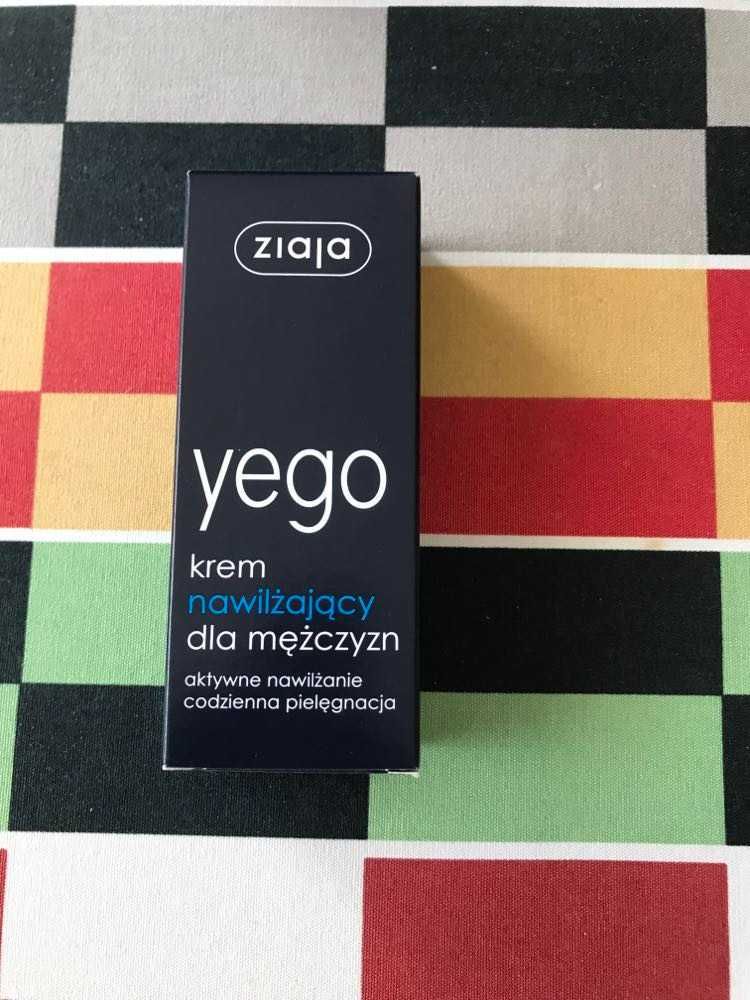 ziaja
yego
krem
nawilżający
dla mężczyzn
aktywne nawilżanie
codzienna pielęgnacja